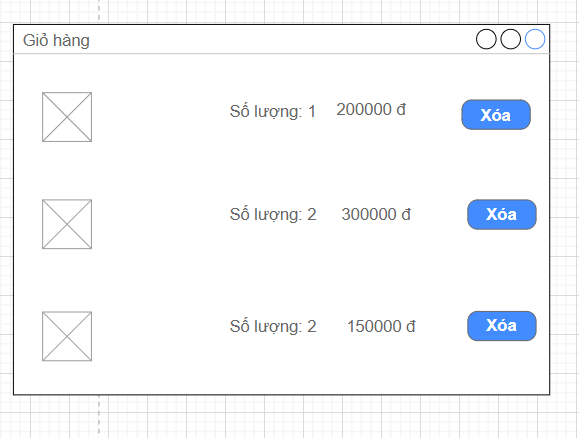 Giỏ hàng
Số lượng: 1 200000 đ Xóa
Số lượng: 2 300000 đ Xóa
Số lượng: 2 150000 đ Xóa